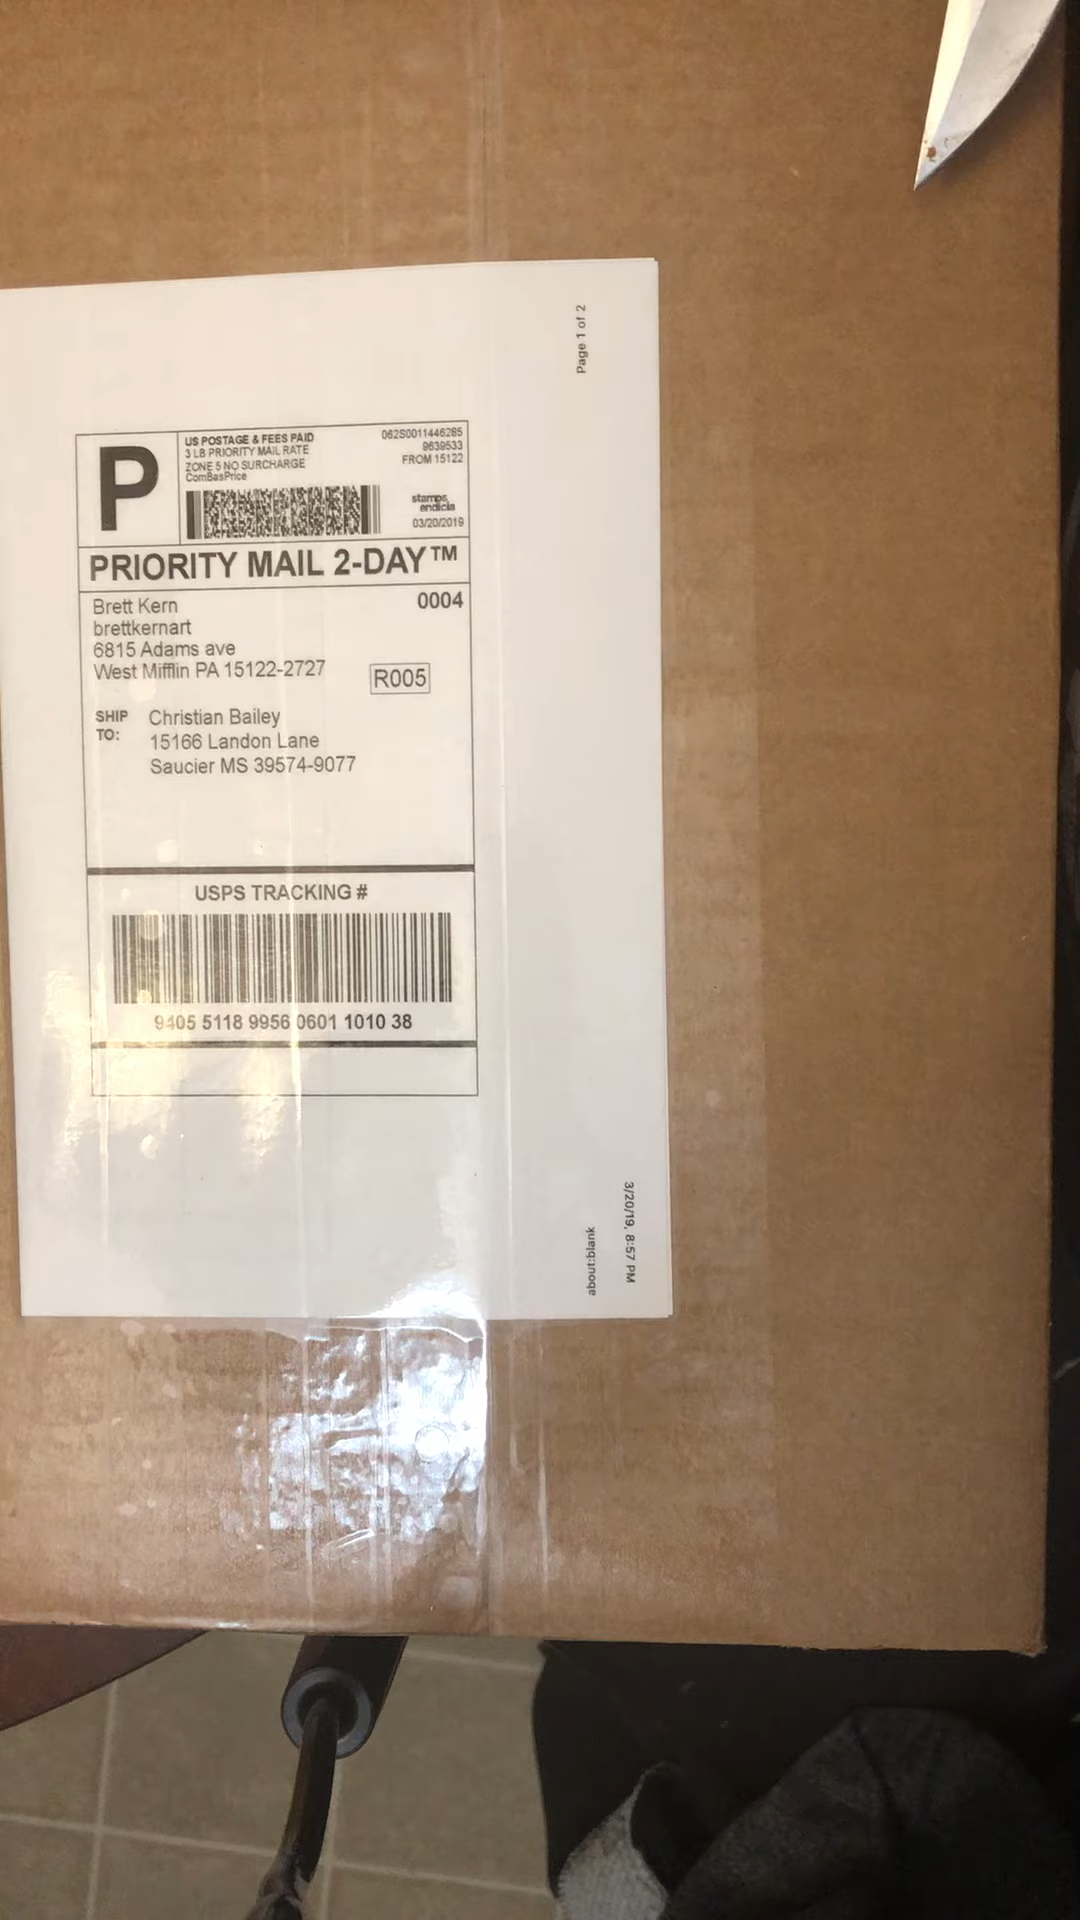 Page 1 of 2
P
US POSTAGE & FEES PAID
3 LB PRIORITY MAIL RATE
ZONE 5 NO SURCHARGE
ComBasPrice
062S0011446285
9639533
FROM 15122
stamps
endicia
03/20/2019
PRIORITY MAIL 2-DAY™
Brett Kern
brettkernart
6815 Adams ave
West Mifflin PA 15122-2727
0004
R005
SHIP
TO:
Christian Bailey
15166 Landon Lane
Saucier MS 39574-9077
USPS TRACKING #
9405 5118 9956 0601 1010 38
about:blank
3/20/19, 8:57 PM